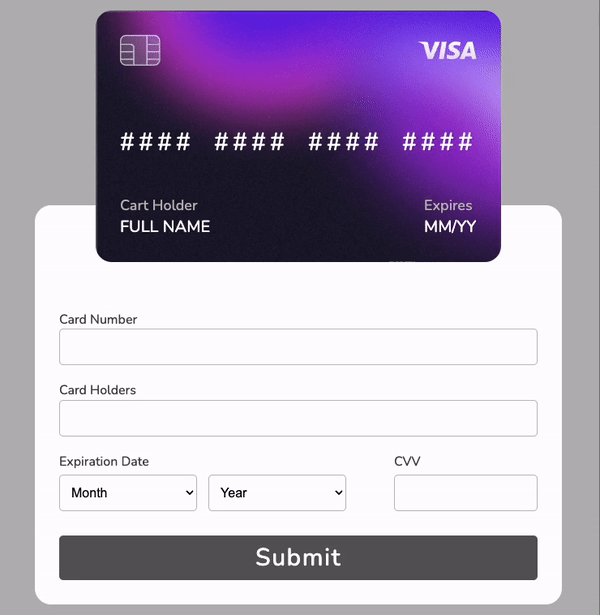 VISA
#### #### #### ####
Cart Holder Expires
FULL NAME MM/YY
Card Number
Card Holders
Expiration Date CVV
Month Year
Submit